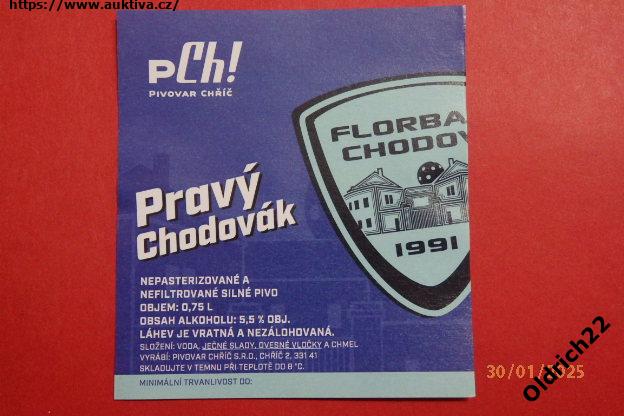 https://www.auktiva.cz/
PCh!
PIVOVAR CHŘÍČ
FLORBA
CHODOV
1991
Pravý
Chodovák
NEPASTERIZOVANÉ A
NEFILTROVANÉ SILNÉ PIVO
OBJEM: 0,75 L
OBSAH ALKOHOLU: 5,5 % OBJ.
LÁHEV JE VRATNÁ A NEZÁLOHOVANÁ.
SLOŽENÍ: VODA, JEČNÉ SLADY, OVESNÉ VLOČKY A CHMEL
VYRÁBÍ: PIVOVAR CHŘÍČ S.R.O., CHŘÍČ 2, 331 41
SKLADUJTE V TEMNU PŘI TEPLOTĚ DO 8 °C.
MINIMÁLNÍ TRVANLIVOST DO:
30/01/2025
Oldrich22